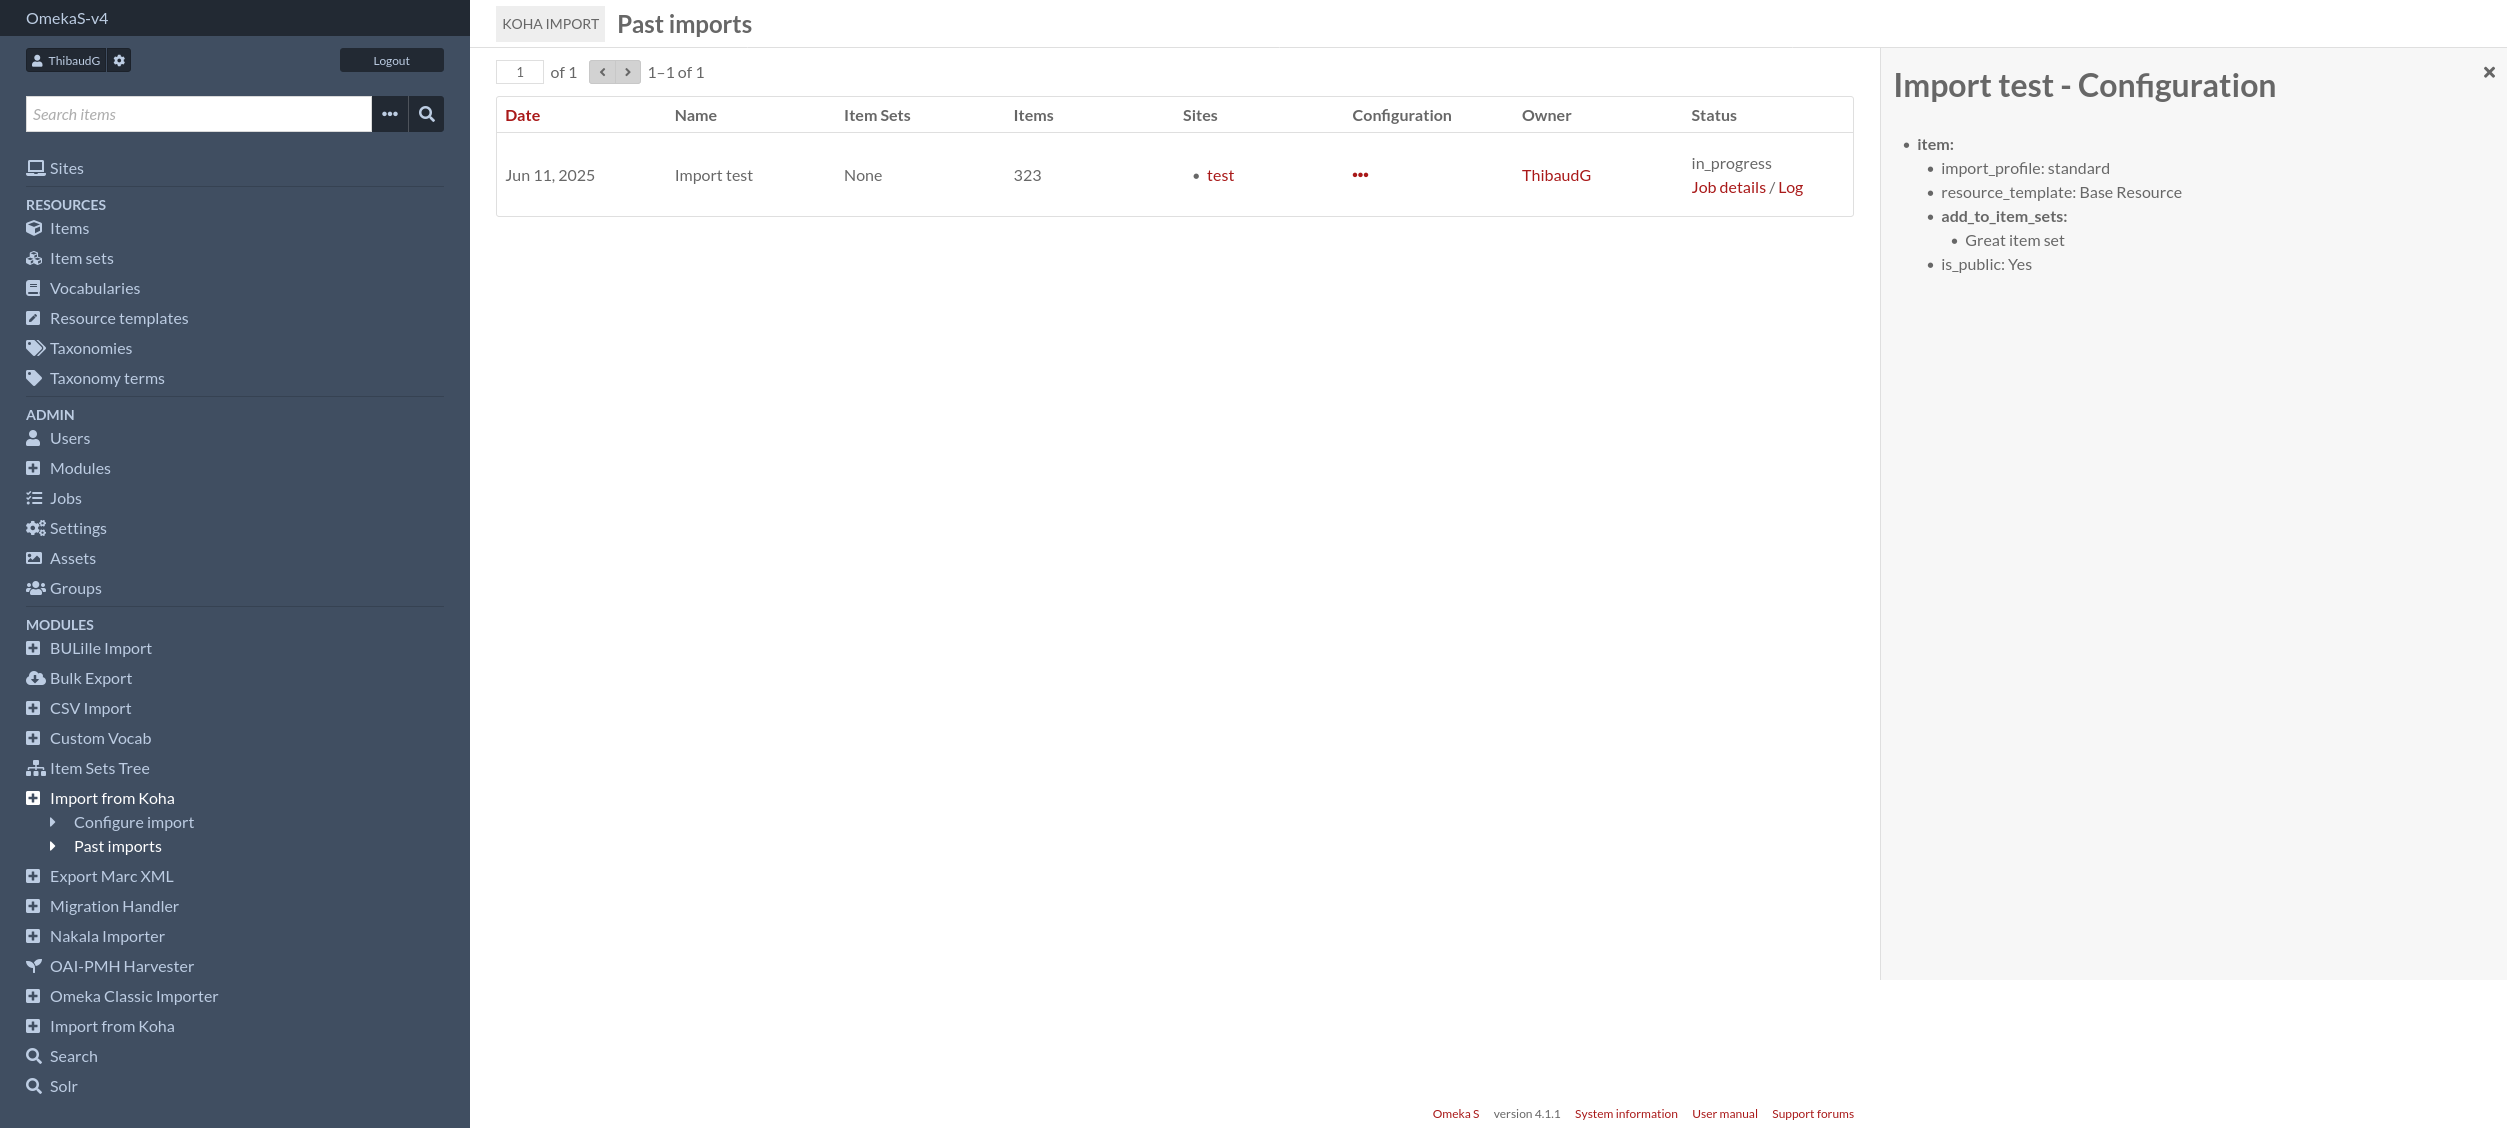 OmekaS-v4
ThibaudG
Logout
Search items
Sites
RESOURCES
Items
Item sets
Vocabularies
Resource templates
Taxonomies
Taxonomy terms
ADMIN
Users
Modules
Jobs
Settings
Assets
Groups
MODULES
BULille Import
Bulk Export
CSV Import
Custom Vocab
Item Sets Tree
Import from Koha
Configure import
Past imports
Export Marc XML
Migration Handler
Nakala Importer
OAI-PMH Harvester
Omeka Classic Importer
Import from Koha
Search
Solr
KOHA IMPORT Past imports
1 of 1 1–1 of 1
Date Name Item Sets Items Sites Configuration Owner Status
Jun 11, 2025 Import test None 323 • test ••• ThibaudG in_progress
Job details / Log
Import test - Configuration
• item:
• import_profile: standard
• resource_template: Base Resource
• add_to_item_sets:
• Great item set
• is_public: Yes
Omeka S version 4.1.1 System information User manual Support forums